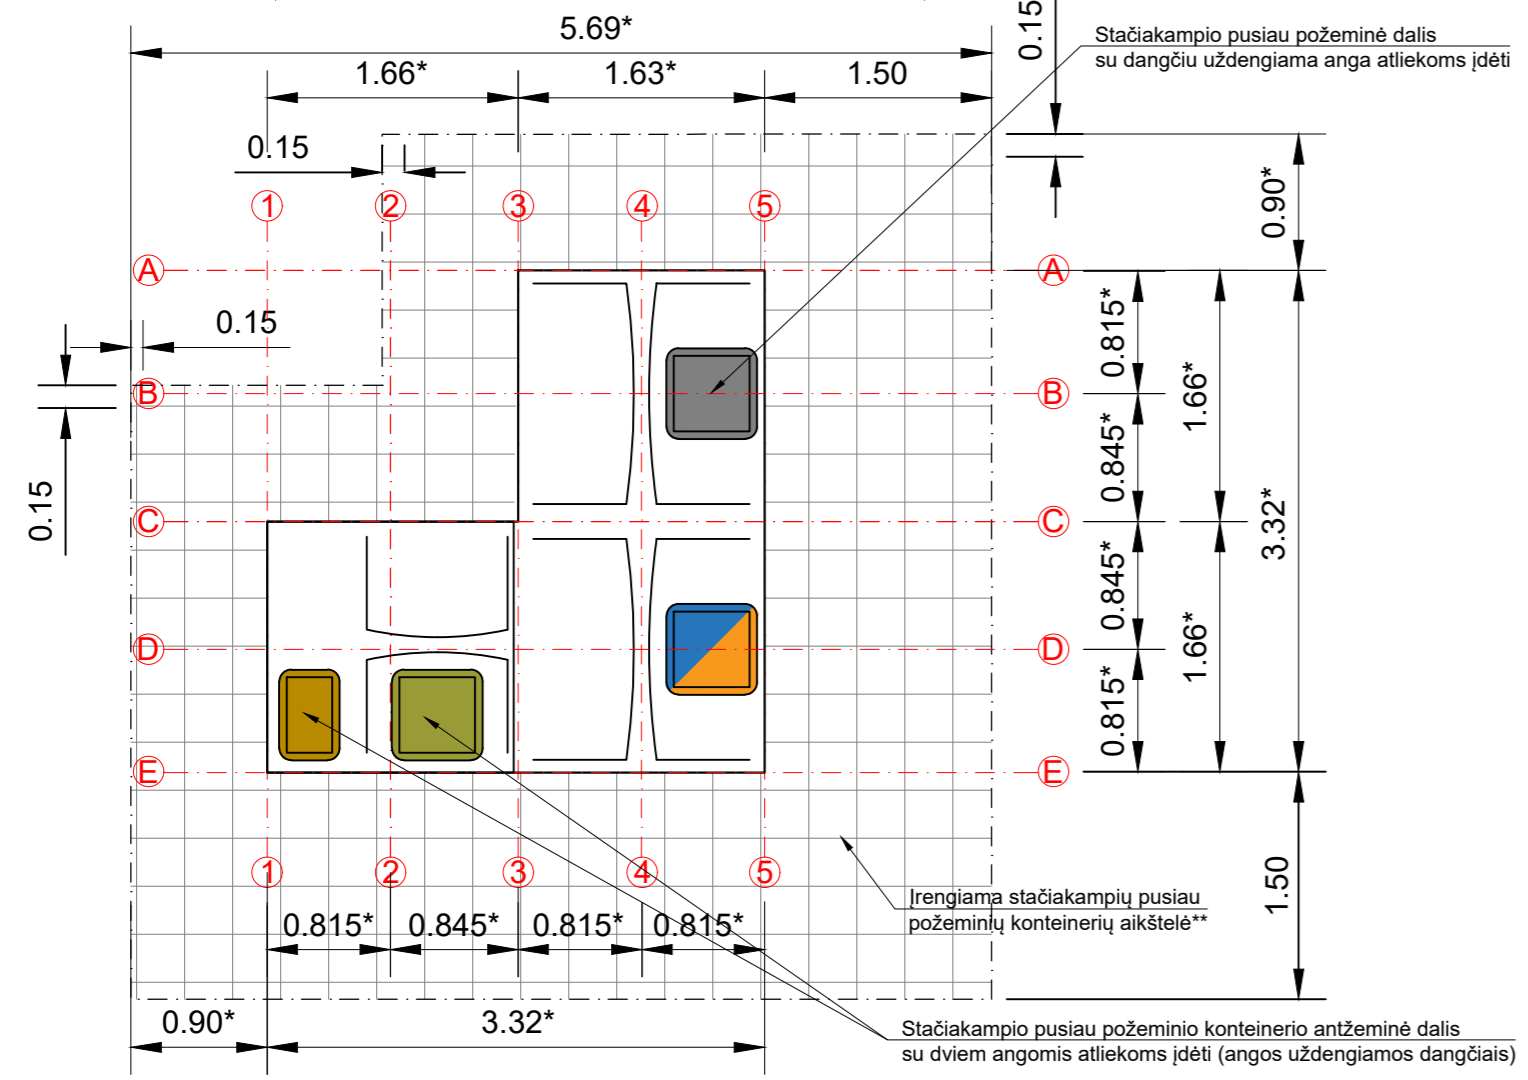 5.69*
0.15
Stačiakampio pusiau požeminė dalis
su dangčiu uždengiama anga atliekoms įdėti
1.66*
1.63*
1.50
0.15
0.90*
1
2
3
4
5
A
A
0.15
0.815*
B
B
1.66*
0.845*
0.15
3.32*
C
C
0.845*
D
D
1.66*
0.815*
E
E
1
2
3
4
5
1.50
Įrengiama stačiakampių pusiau
požeminių konteinerių aikštelė**
0.815*
0.845*
0.815*
0.815*
0.90*
3.32*
Stačiakampio pusiau požeminio konteinerio antžeminė dalis
su dviem angomis atliekoms įdėti (angos uždengiamos dangčiais)